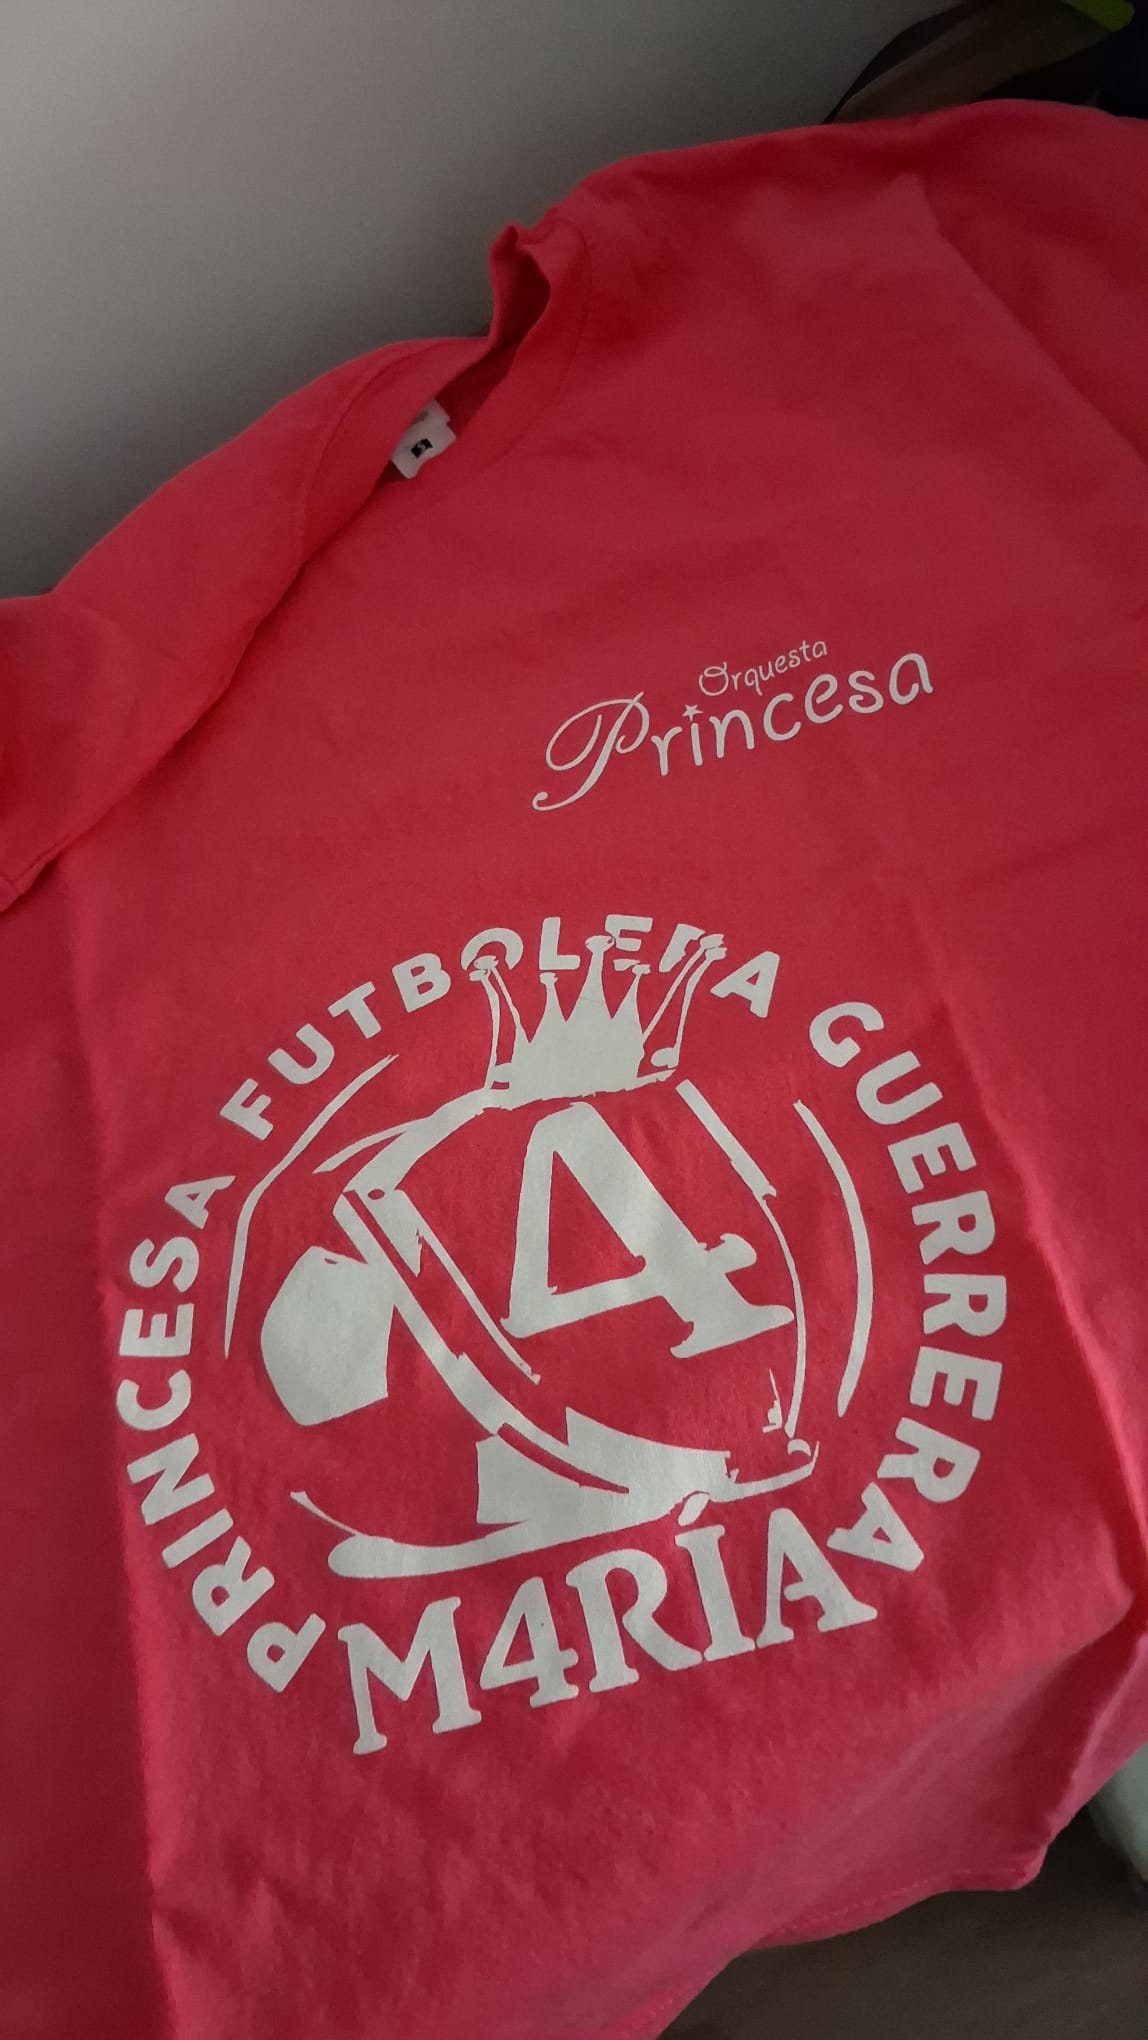 Orquesta
Princesa
PRINCESA FUTBOLERA GUERRERA
4
M4RÍA